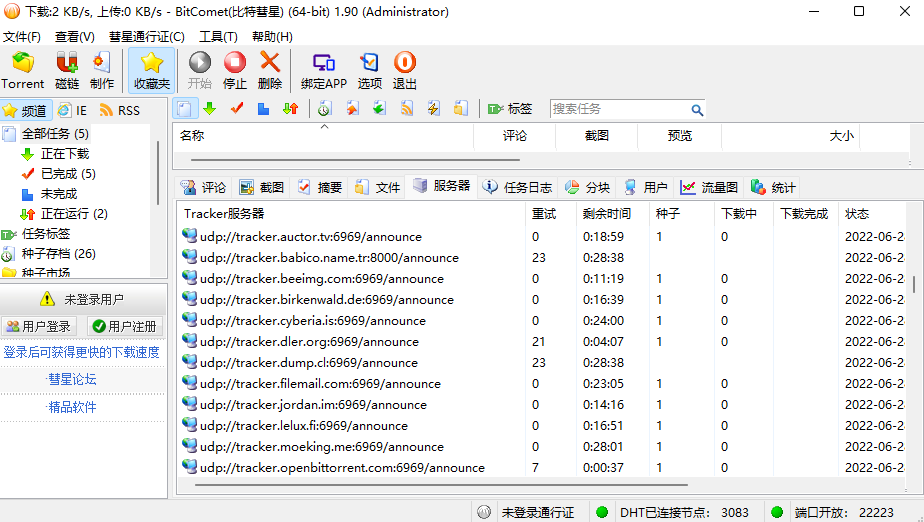 下载:2 KB/s, 上传:0 KB/s - BitComet(比特彗星) (64-bit) 1.90 (Administrator)
文件(F) 查看(V) 彗星通行证(C) 工具(T) 帮助(H)
Torrent 磁链 制作 收藏夹 开始 停止 删除 绑定APP 选项 退出
频道 IE RSS 标签 搜索任务
全部任务 (5)
正在下载
已完成 (5)
未完成
正在运行 (2)
任务标签
种子存档 (26)
种子市场
未登录用户
用户登录 用户注册
登录后可获得更快的下载速度
·彗星论坛
·精品软件
名称 评论 截图 预览 大小
评论 截图 摘要 文件 服务器 任务日志 分块 用户 流量图 统计
Tracker服务器 重试 剩余时间 种子 下载中 下载完成 状态
udp://tracker.auctor.tv:6969/announce 0 0:18:59 1 0 2022-06-2
udp://tracker.babico.name.tr:8000/announce 23 0:28:38 2022-06-2
udp://tracker.beeimg.com:6969/announce 0 0:11:19 1 0 2022-06-2
udp://tracker.birkenwald.de:6969/announce 0 0:16:39 1 0 2022-06-2
udp://tracker.cyberia.is:6969/announce 0 0:24:00 1 0 2022-06-2
udp://tracker.dler.org:6969/announce 21 0:04:07 1 0 2022-06-2
udp://tracker.dump.cl:6969/announce 23 0:28:38 2022-06-2
udp://tracker.filemail.com:6969/announce 0 0:23:05 1 0 2022-06-2
udp://tracker.jordan.im:6969/announce 0 0:14:16 1 0 2022-06-2
udp://tracker.lelux.fi:6969/announce 0 0:16:51 1 0 2022-06-2
udp://tracker.moeking.me:6969/announce 0 0:28:01 1 0 2022-06-2
udp://tracker.openbittorrent.com:6969/announce 7 0:00:37 1 0 2022-06-2
未登录通行证 DHT已连接节点: 3083 端口开放: 22223